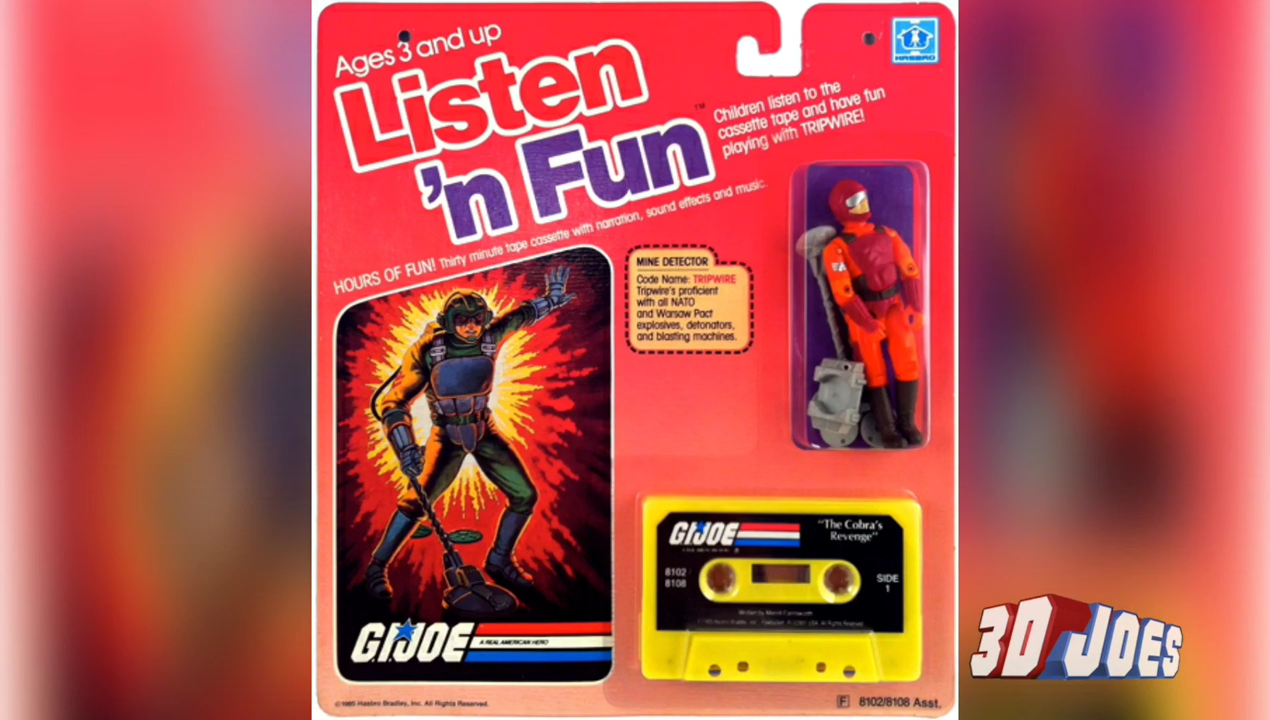 Ages 3 and up
Listen
'n Fun
™
HASBRO
Children listen to the
cassette tape and have fun
playing with TRIPWIRE!
HOURS OF FUN! Thirty minute tape cassette with narration, sound effects and music.
MINE DETECTOR
Code Name: TRIPWIRE
Tripwire's proficient
with all NATO
and Warsaw Pact
explosives, detonators,
and blasting machines.
G.I. JOE
A REAL AMERICAN HERO
G.I. JOE
"The Cobra's
Revenge"
8102
8108
SIDE
1
©1985 Hasbro Bradley, Inc. All Rights Reserved.
F 8102/8108 Asst.
3D JOES